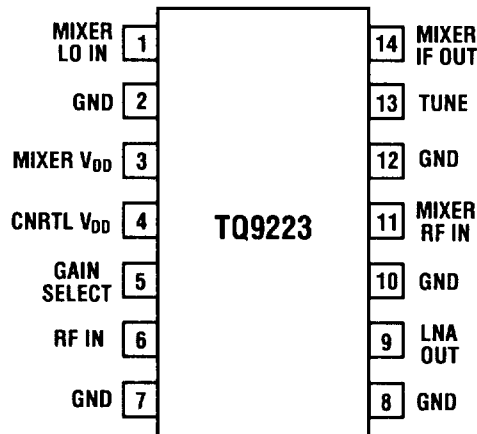 MIXER
LO IN
1
GND
2
MIXER VDD
3
CNRTL VDD
4
GAIN
SELECT
5
RF IN
6
GND
7
TQ9223
14
MIXER
IF OUT
13
TUNE
12
GND
11
MIXER
RF IN
10
GND
9
LNA
OUT
8
GND